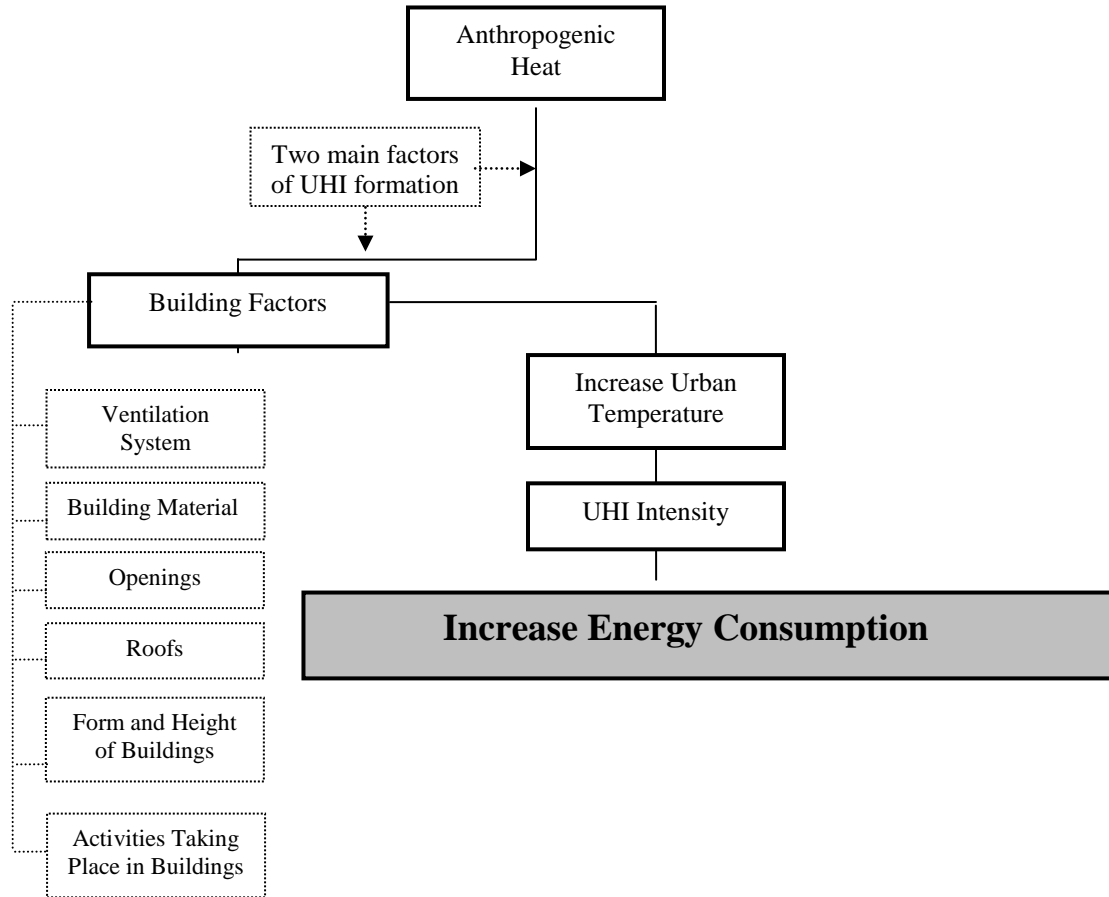 Anthropogenic
Heat
Two main factors
of UHI formation
Building Factors
Increase Urban
Temperature
UHI Intensity
Increase Energy Consumption
Ventilation
System
Building Material
Openings
Roofs
Form and Height
of Buildings
Activities Taking
Place in Buildings